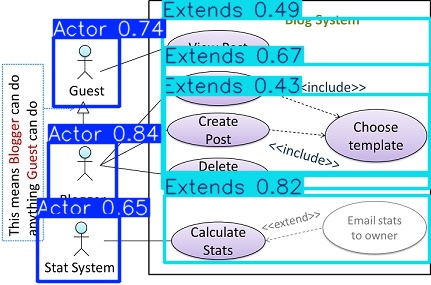 Actor 0.74
Extends 0.49
Blog System
View Post
Extends 0.67
Guest
Extends 0.43
<<include>>
This means Blogger can do
anything Guest can do
Create
Post
Choose
template
Actor 0.84
<<include>>
Delete
Extends 0.82
Actor 0.65
Calculate
Stats
<<extend>>
Email stats
to owner
Stat System